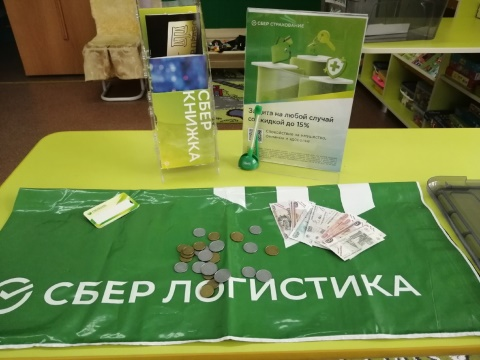 СБЕР СТРАХОВАНИЕ
СБЕР
КНИЖКА
Защита на любой случай
со скидкой до 15%
СБЕР ЛОГИСТИКА